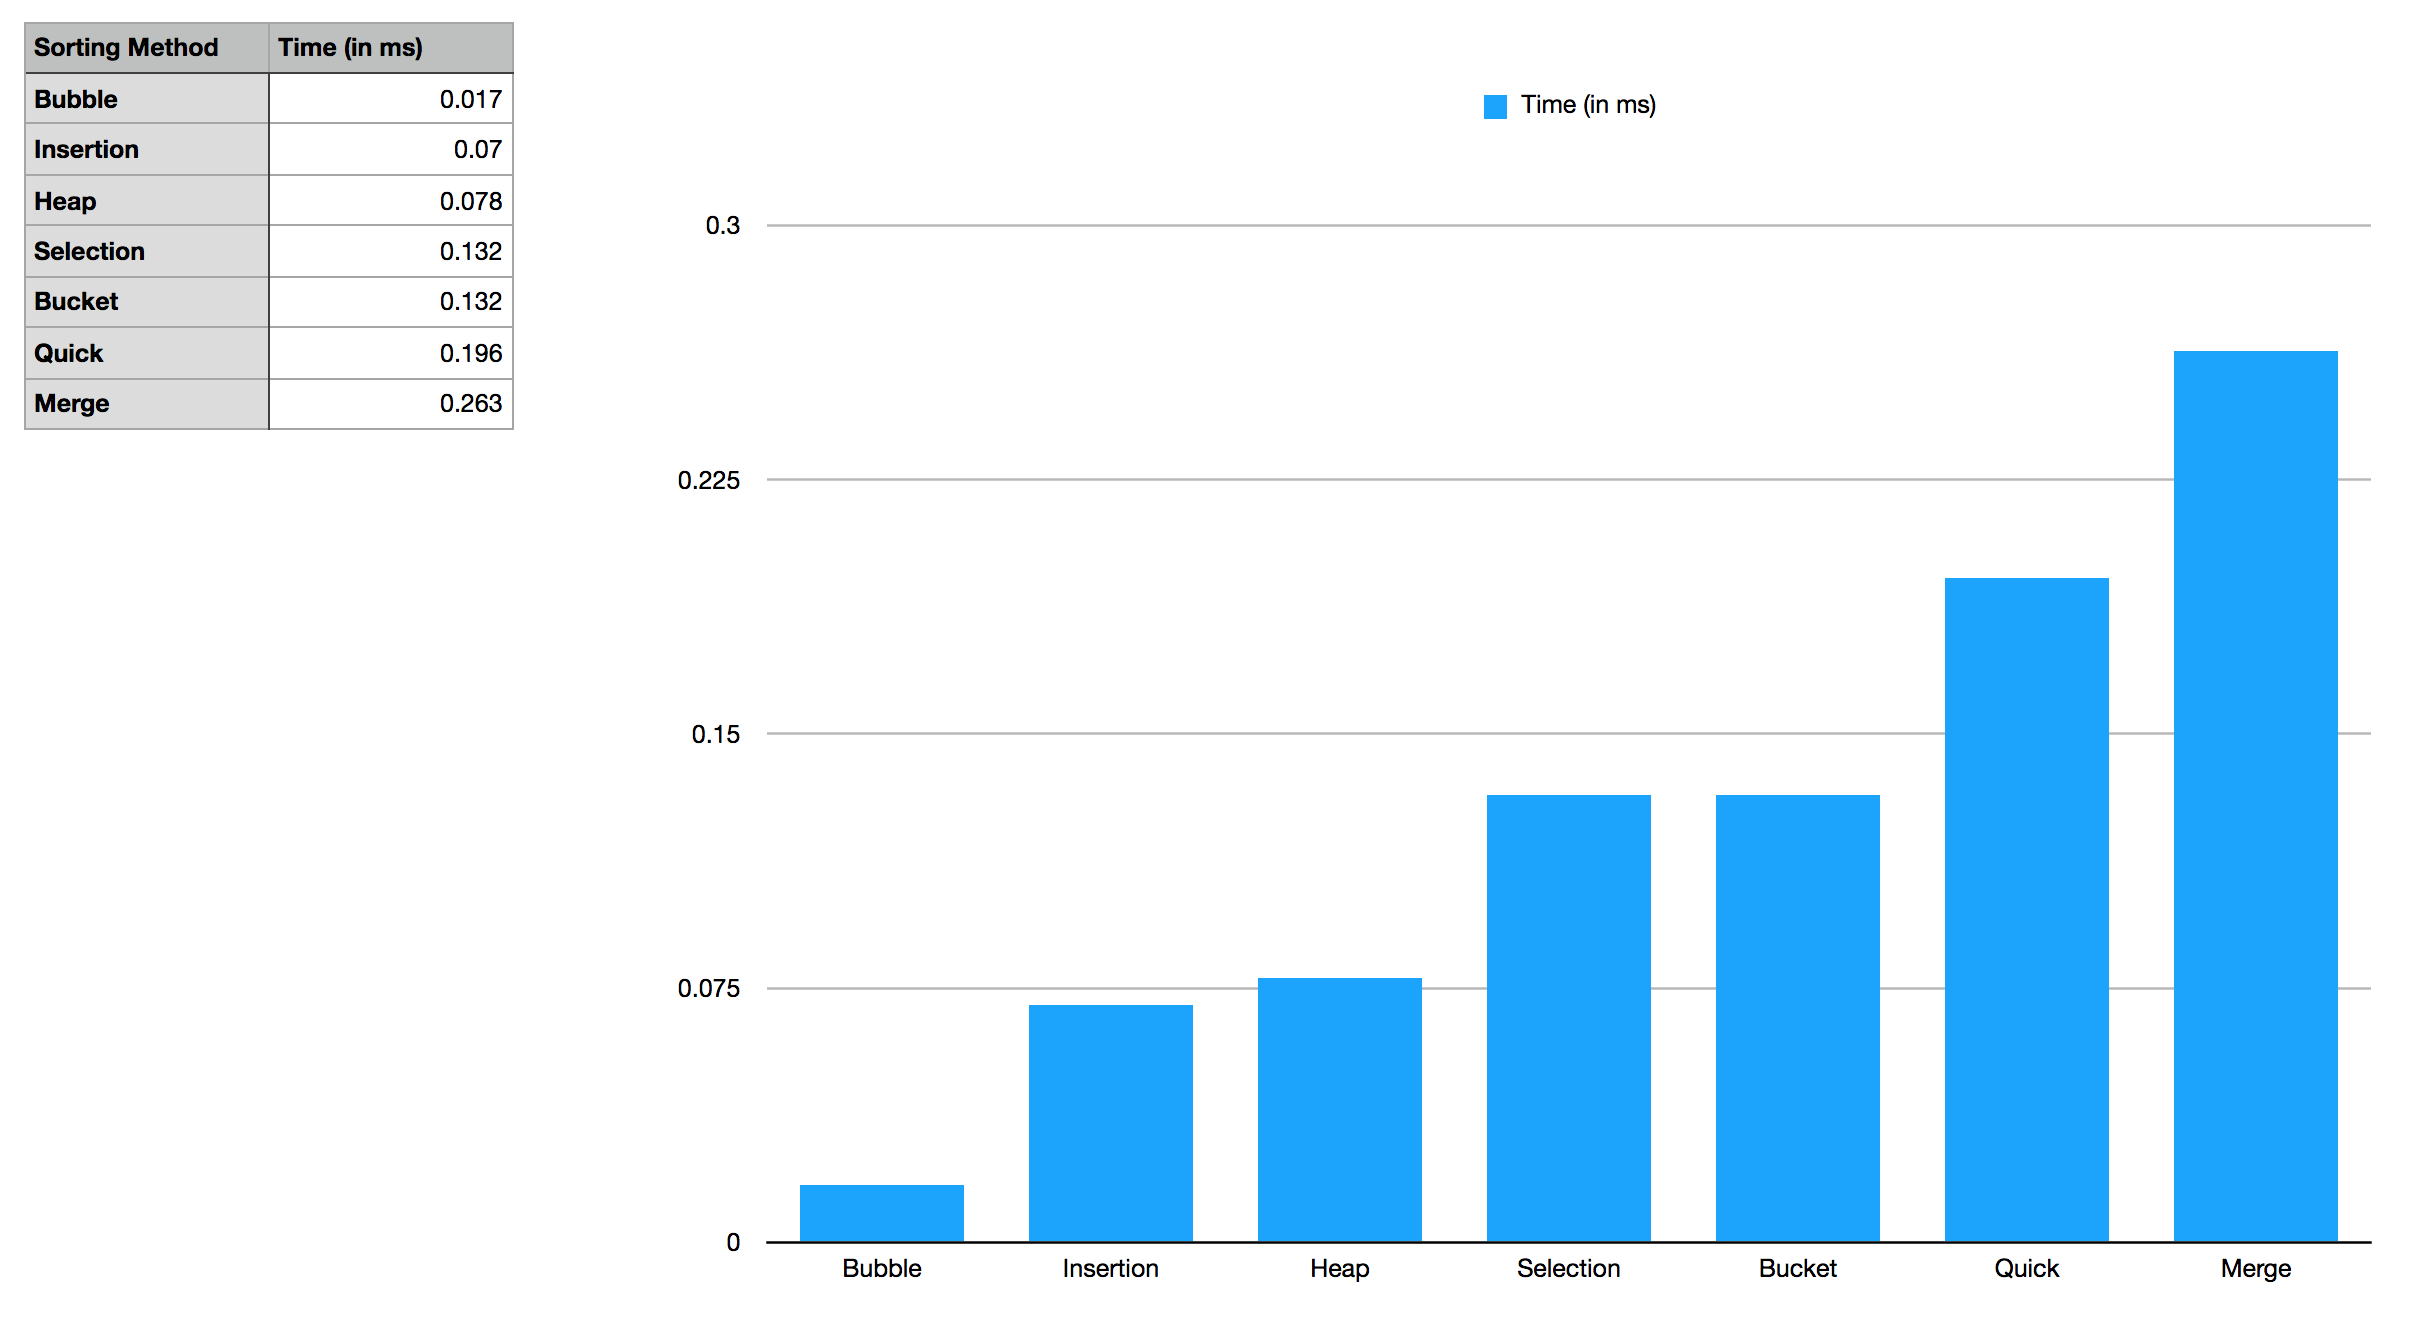 Sorting Method Time (in ms)
Bubble 0.017
Insertion 0.07
Heap 0.078
Selection 0.132
Bucket 0.132
Quick 0.196
Merge 0.263
Time (in ms)
0.3
0.225
0.15
0.075
0
Bubble Insertion Heap Selection Bucket Quick Merge